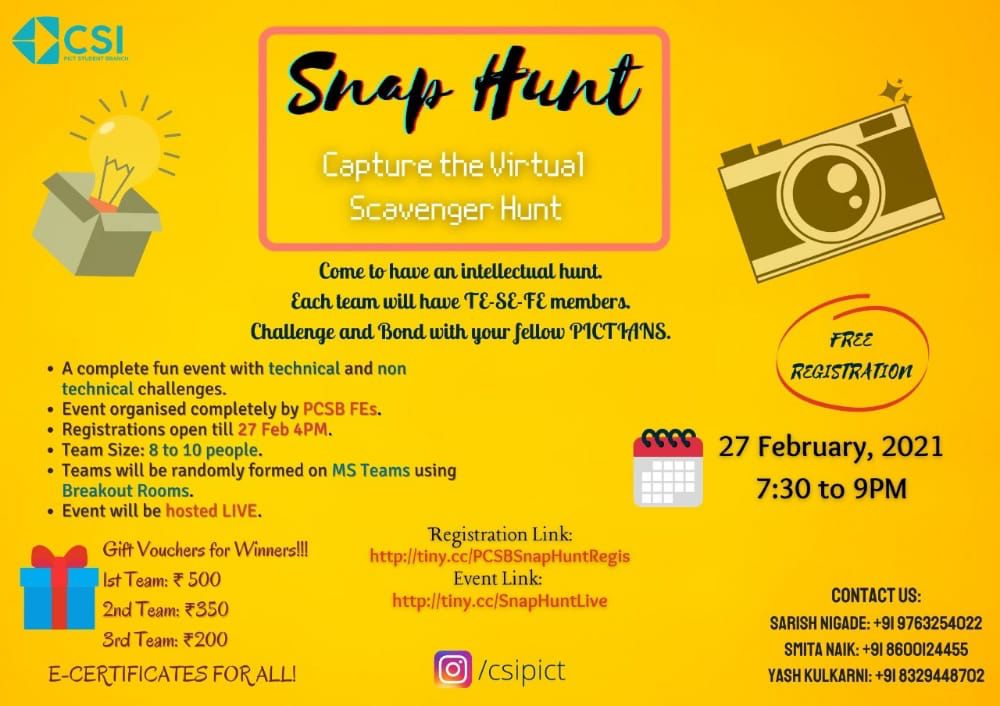 CSI
PICT STUDENT BRANCH
Snap Hunt
Capture the Virtual
Scavenger Hunt
Come to have an intellectual hunt.
Each team will have TE-SE-FE members.
Challenge and Bond with your fellow PICTIANS.
FREE
REGISTRATION
• A complete fun event with technical and non
technical challenges.
• Event organised completely by PCSB FEs.
• Registrations open till 27 Feb 4PM.
• Team Size: 8 to 10 people.
• Teams will be randomly formed on MS Teams using
Breakout Rooms.
• Event will be hosted LIVE.
27 February, 2021
7:30 to 9PM
Gift Vouchers for Winners!!!
1st Team: ₹ 500
2nd Team: ₹350
3rd Team: ₹200
E-CERTIFICATES FOR ALL!
Registration Link:
http://tiny.cc/PCSBSnapHuntRegis
Event Link:
http://tiny.cc/SnapHuntLive
/csipict
CONTACT US:
SARISH NIGADE: +91 9763254022
SMITA NAIK: +91 8600124455
YASH KULKARNI: +91 8329448702